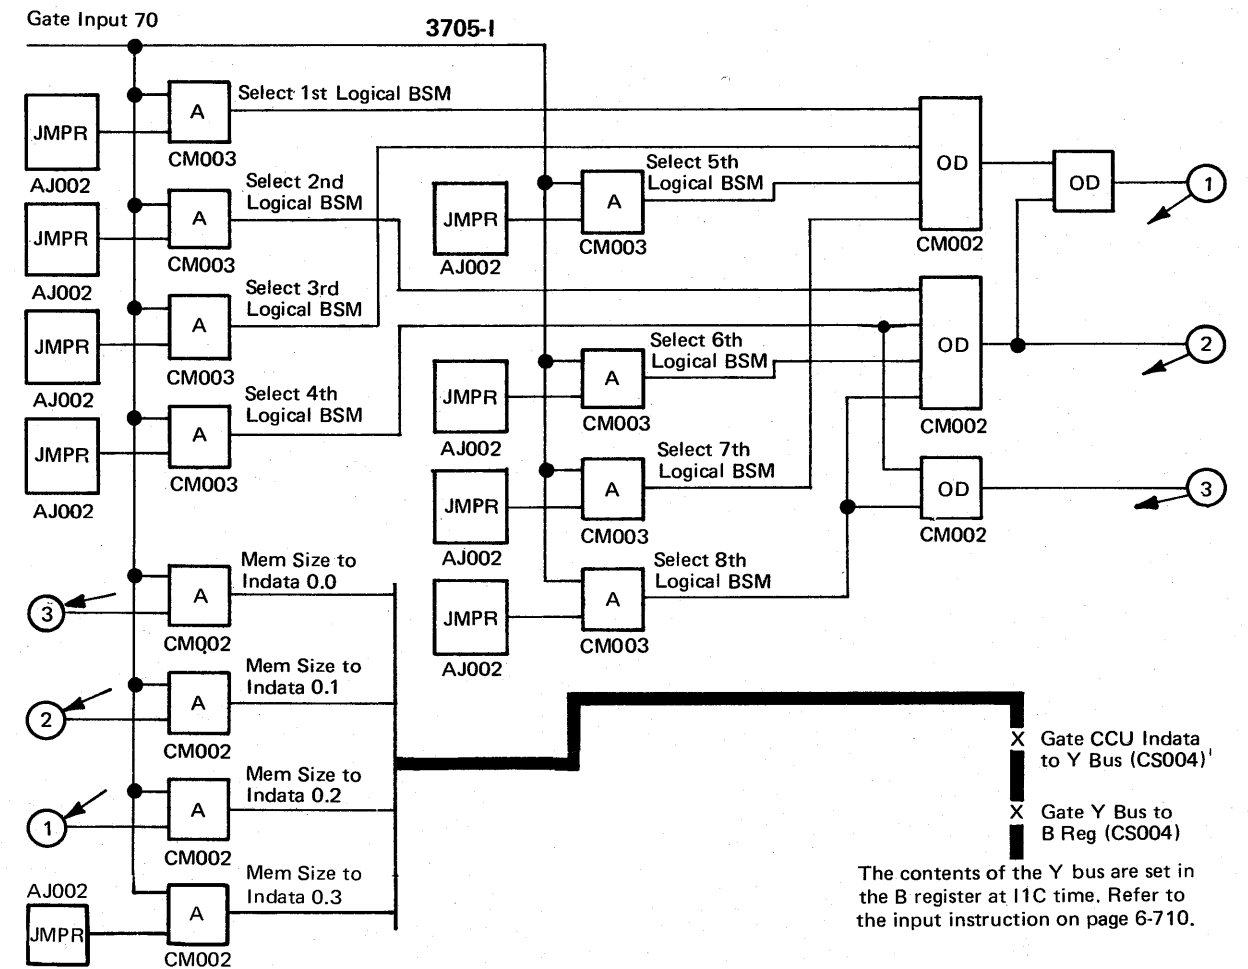 Gate Input 70
3705-I
JMPR
AJ002
A
CM003
Select 1st Logical BSM
JMPR
AJ002
A
CM003
Select 2nd
Logical BSM
JMPR
AJ002
A
CM003
Select 3rd
Logical BSM
JMPR
AJ002
A
CM003
Select 4th
Logical BSM
JMPR
AJ002
A
CM003
Select 5th
Logical BSM
JMPR
AJ002
A
CM003
Select 6th
Logical BSM
JMPR
AJ002
A
CM003
Select 7th
Logical BSM
JMPR
AJ002
A
CM003
Select 8th
Logical BSM
OD
CM002
OD
1
OD
CM002
2
OD
CM002
3
3
A
CM002
Mem Size to
Indata 0.0
2
A
CM002
Mem Size to
Indata 0.1
1
A
CM002
Mem Size to
Indata 0.2
AJ002
JMPR
A
CM002
Mem Size to
Indata 0.3
X Gate CCU Indata
to Y Bus (CS004)
X Gate Y Bus to
B Reg (CS004)
The contents of the Y bus are set in
the B register at I1C time. Refer to
the input instruction on page 6-710.